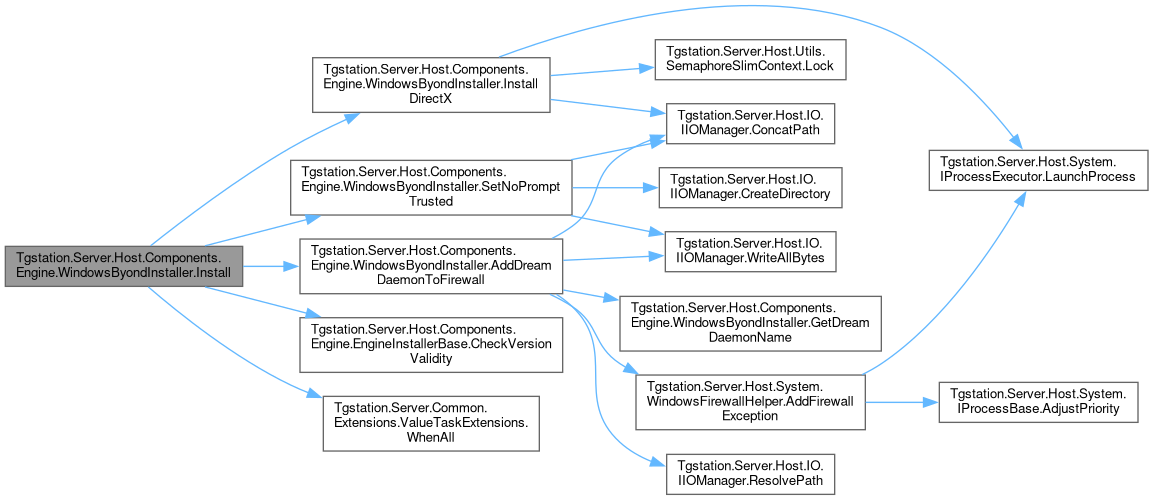 Tgstation.Server.Host.Components.
Engine.WindowsByondInstaller.Install
Tgstation.Server.Host.Components.
Engine.WindowsByondInstaller.Install
DirectX
Tgstation.Server.Host.Components.
Engine.WindowsByondInstaller.SetNoPrompt
Trusted
Tgstation.Server.Host.Components.
Engine.WindowsByondInstaller.AddDream
DaemonToFirewall
Tgstation.Server.Host.Components.
Engine.EngineInstallerBase.CheckVersion
Validity
Tgstation.Server.Common.
Extensions.ValueTaskExtensions.
WhenAll
Tgstation.Server.Host.Utils.
SemaphoreSlimContext.Lock
Tgstation.Server.Host.IO.
IIOManager.ConcatPath
Tgstation.Server.Host.IO.
IIOManager.CreateDirectory
Tgstation.Server.Host.IO.
IIOManager.WriteAllBytes
Tgstation.Server.Host.Components.
Engine.WindowsByondInstaller.GetDream
DaemonName
Tgstation.Server.Host.System.
WindowsFirewallHelper.AddFirewall
Exception
Tgstation.Server.Host.IO.
IIOManager.ResolvePath
Tgstation.Server.Host.System.
IProcessExecutor.LaunchProcess
Tgstation.Server.Host.System.
IProcessBase.AdjustPriority